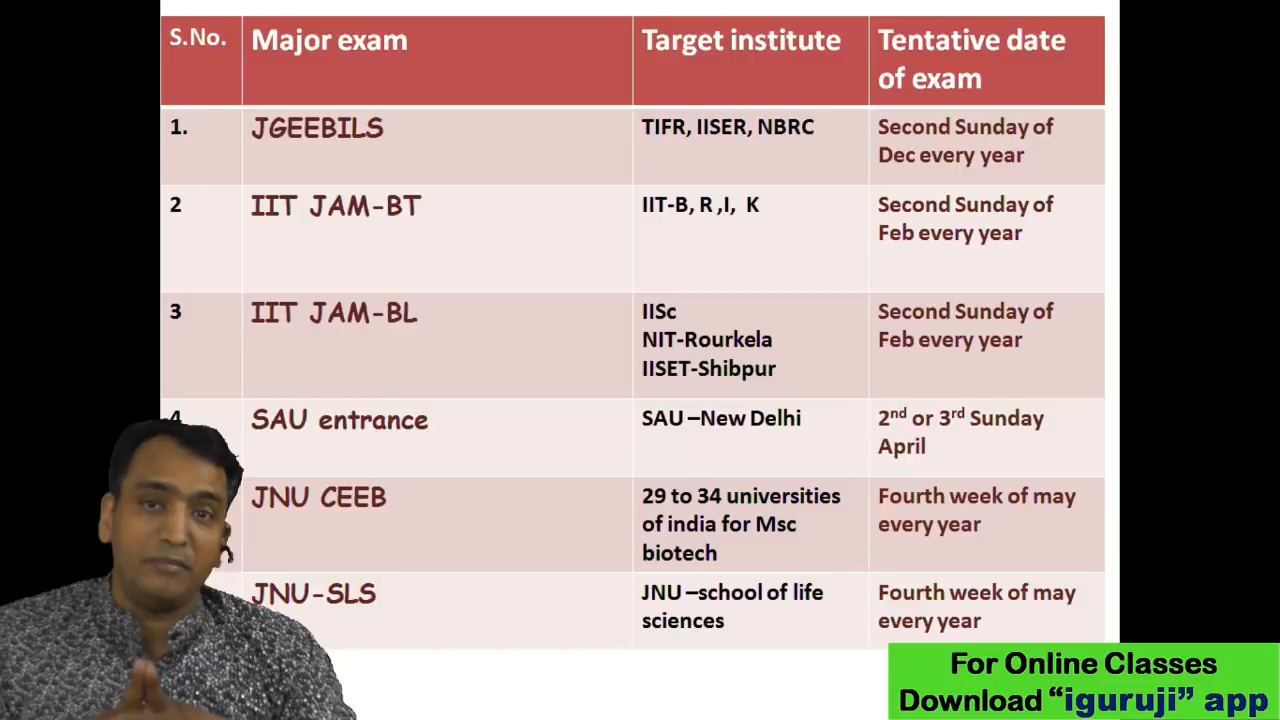 S.No. Major exam Target institute Tentative date
of exam
1. JGEEBILS TIFR, IISER, NBRC Second Sunday of
Dec every year
2 IIT JAM-BT IIT-B, R ,I, K Second Sunday of
Feb every year
3 IIT JAM-BL IISc Second Sunday of
NIT-Rourkela Feb every year
IISET-Shibpur
4 SAU entrance SAU –New Delhi 2nd or 3rd Sunday
April
JNU CEEB 29 to 34 universities Fourth week of may
of india for Msc every year
biotech
JNU-SLS JNU –school of life Fourth week of may
sciences every year
For Online Classes
Download “iguruji” app